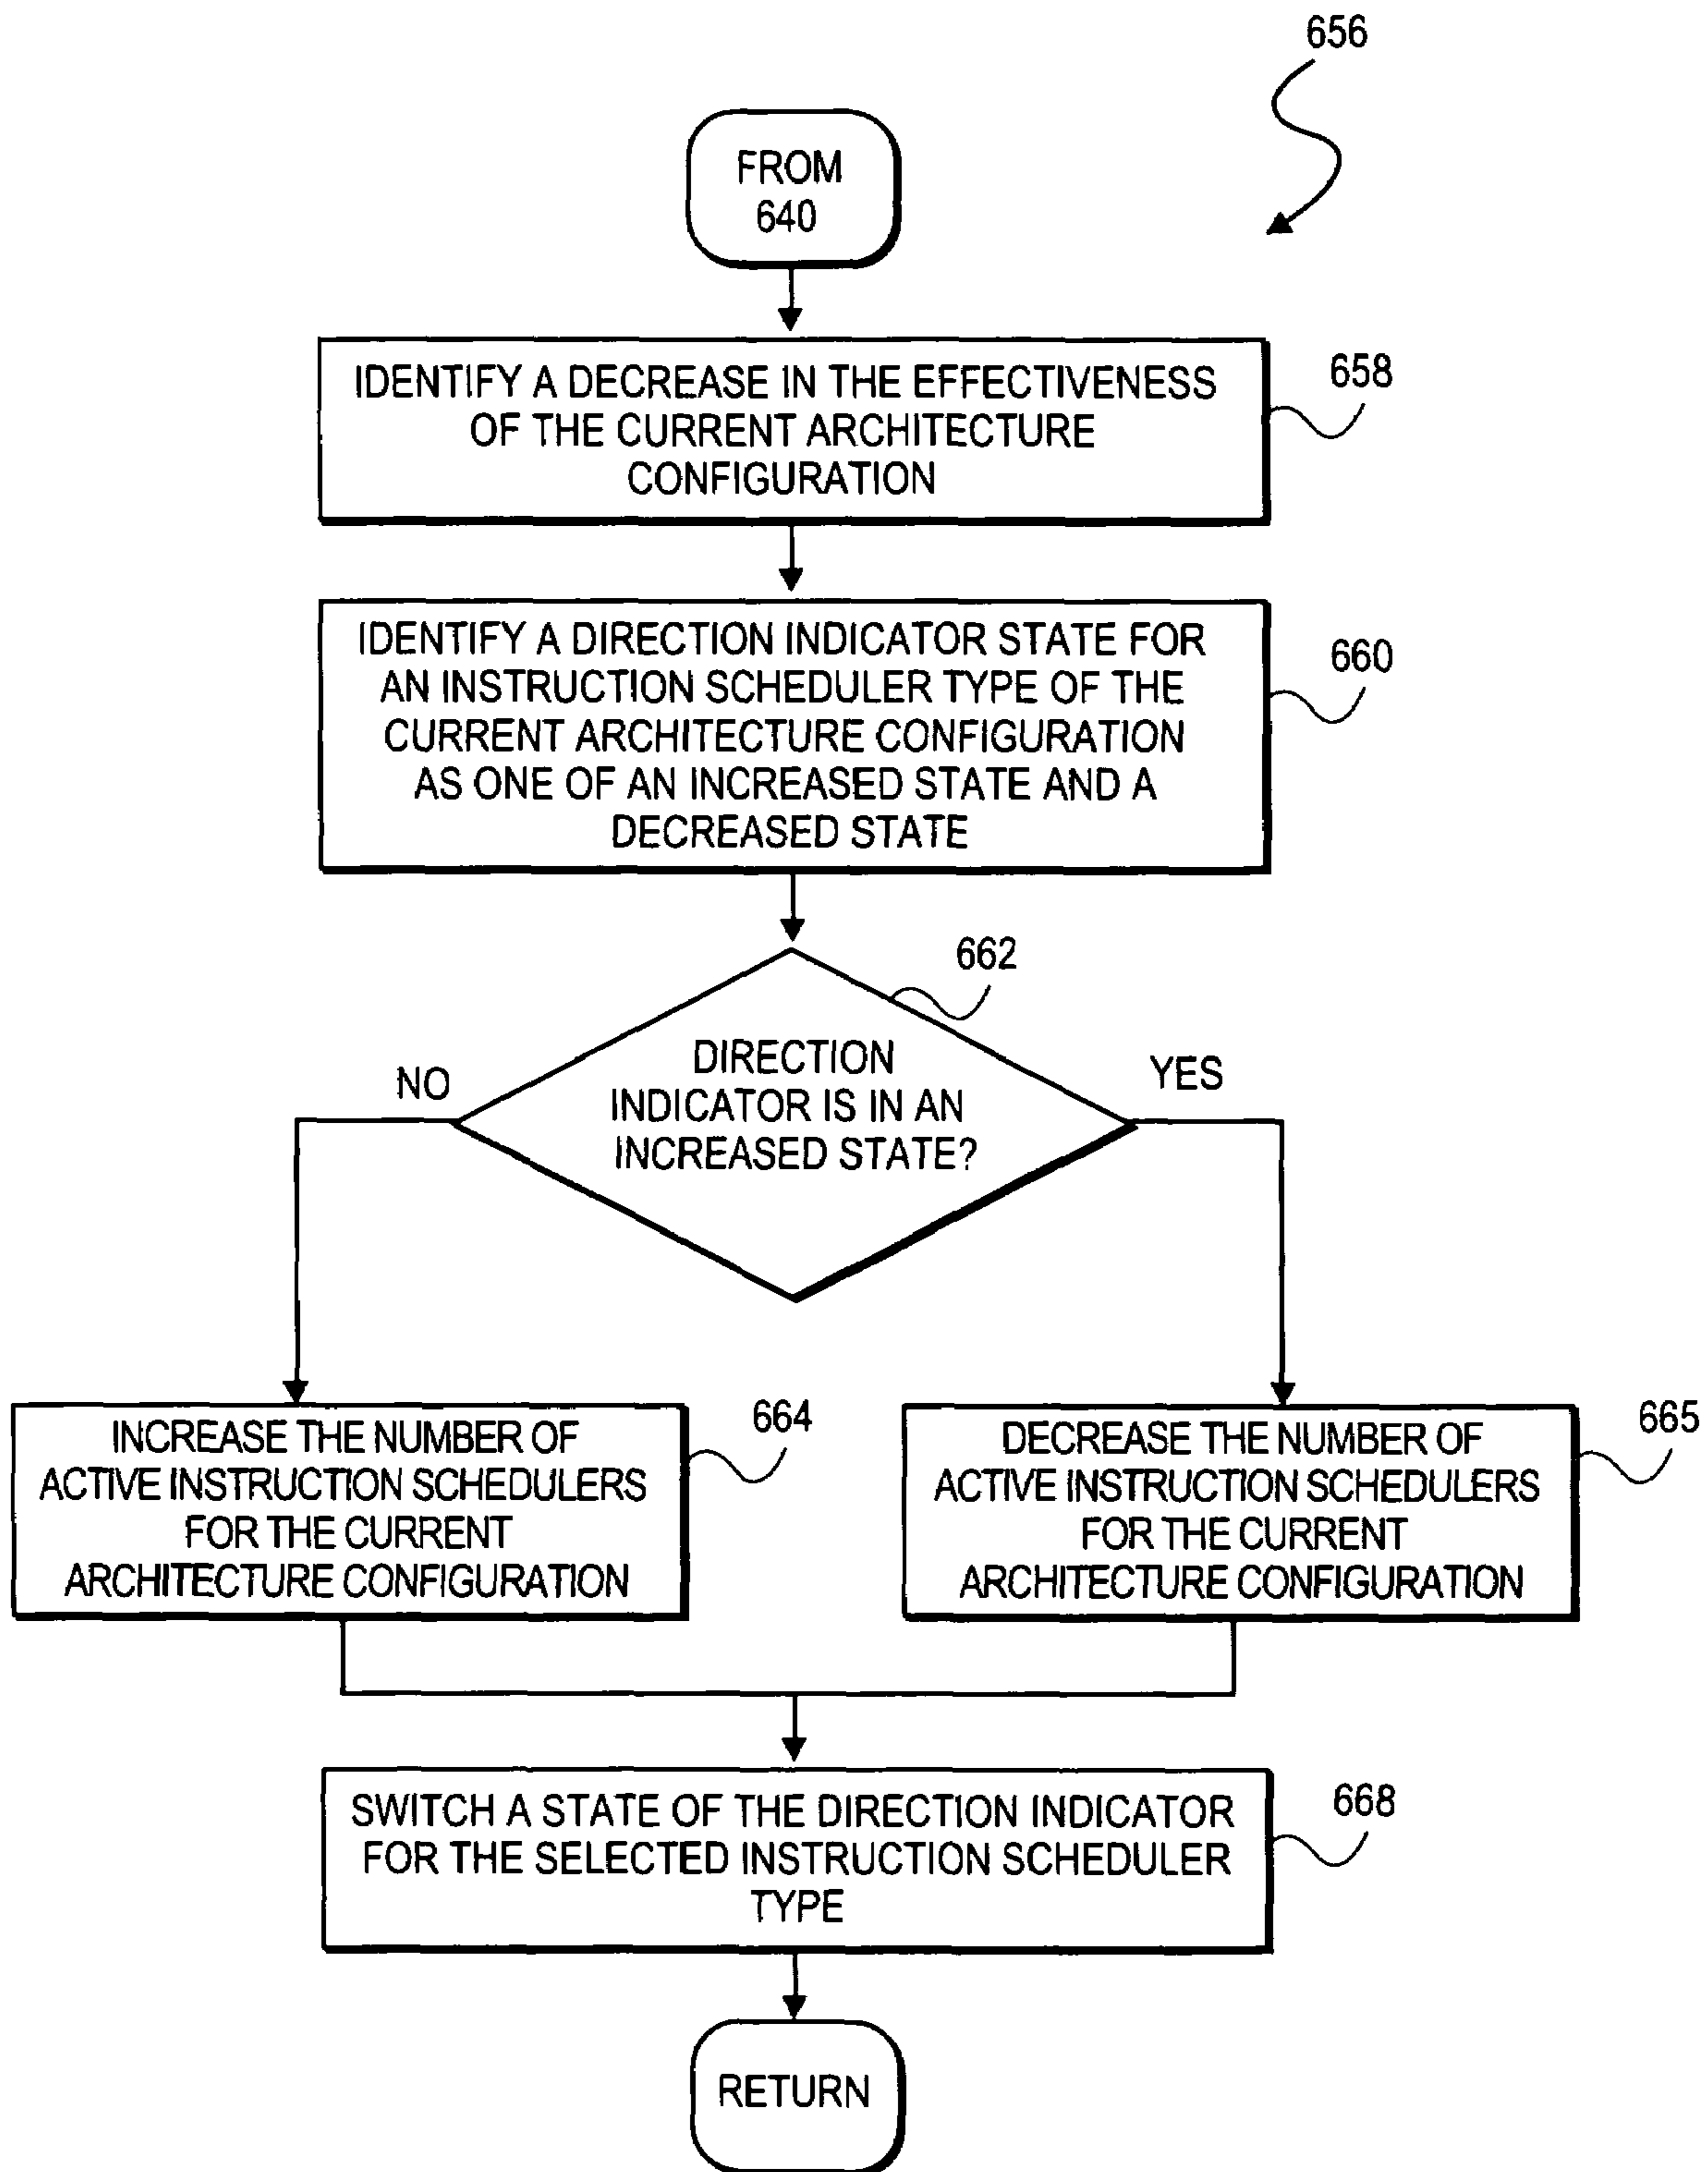 656
FROM
640
IDENTIFY A DECREASE IN THE EFFECTIVENESS
OF THE CURRENT ARCHITECTURE
CONFIGURATION
658
IDENTIFY A DIRECTION INDICATOR STATE FOR
AN INSTRUCTION SCHEDULER TYPE OF THE
CURRENT ARCHITECTURE CONFIGURATION
AS ONE OF AN INCREASED STATE AND A
DECREASED STATE
660
662
DIRECTION
INDICATOR IS IN AN
INCREASED STATE?
NO
YES
INCREASE THE NUMBER OF
ACTIVE INSTRUCTION SCHEDULERS
FOR THE CURRENT
ARCHITECTURE CONFIGURATION
664
DECREASE THE NUMBER OF
ACTIVE INSTRUCTION SCHEDULERS
FOR THE CURRENT
ARCHITECTURE CONFIGURATION
665
SWITCH A STATE OF THE DIRECTION INDICATOR
FOR THE SELECTED INSTRUCTION SCHEDULER
TYPE
668
RETURN